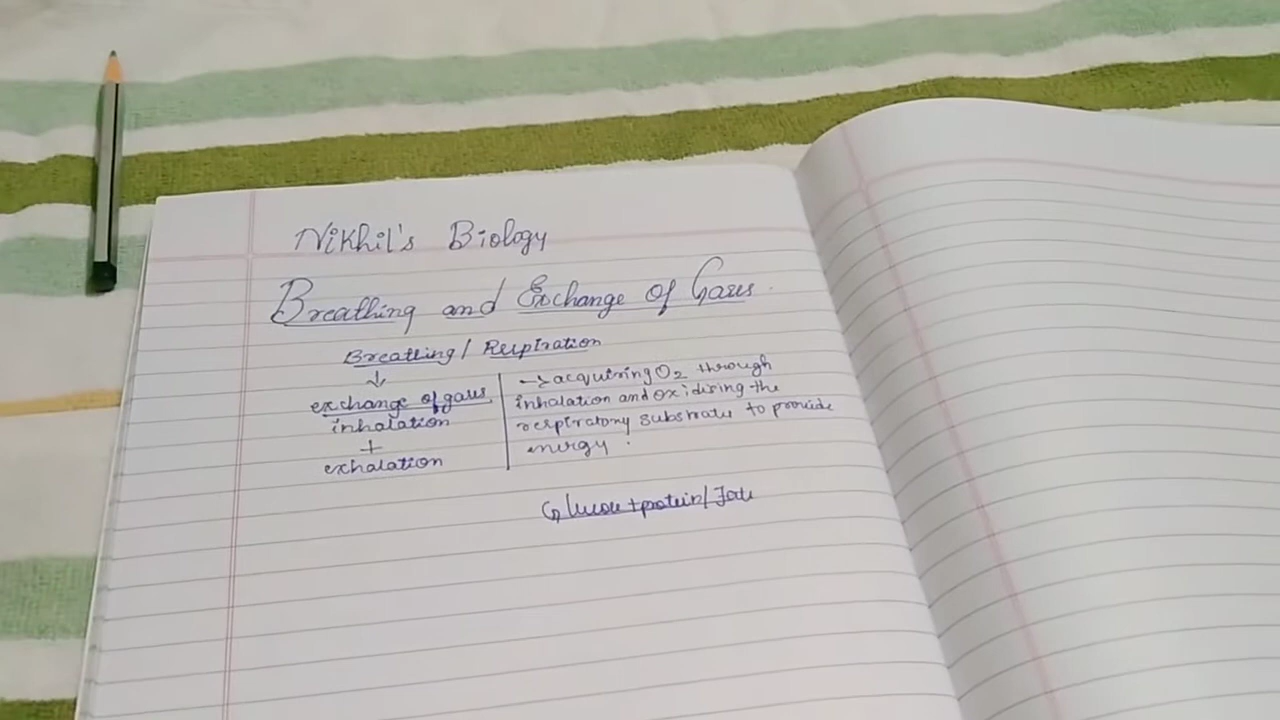 Nikhil's Biology
Breathing and Exchange of Gases.
Breathing / Respiration
↓
exchange of gases
inhalation
+
exhalation
→ acquiring O2 through
inhalation and oxidising the
respiratory substrate to provide
energy.
Glucose + protein /